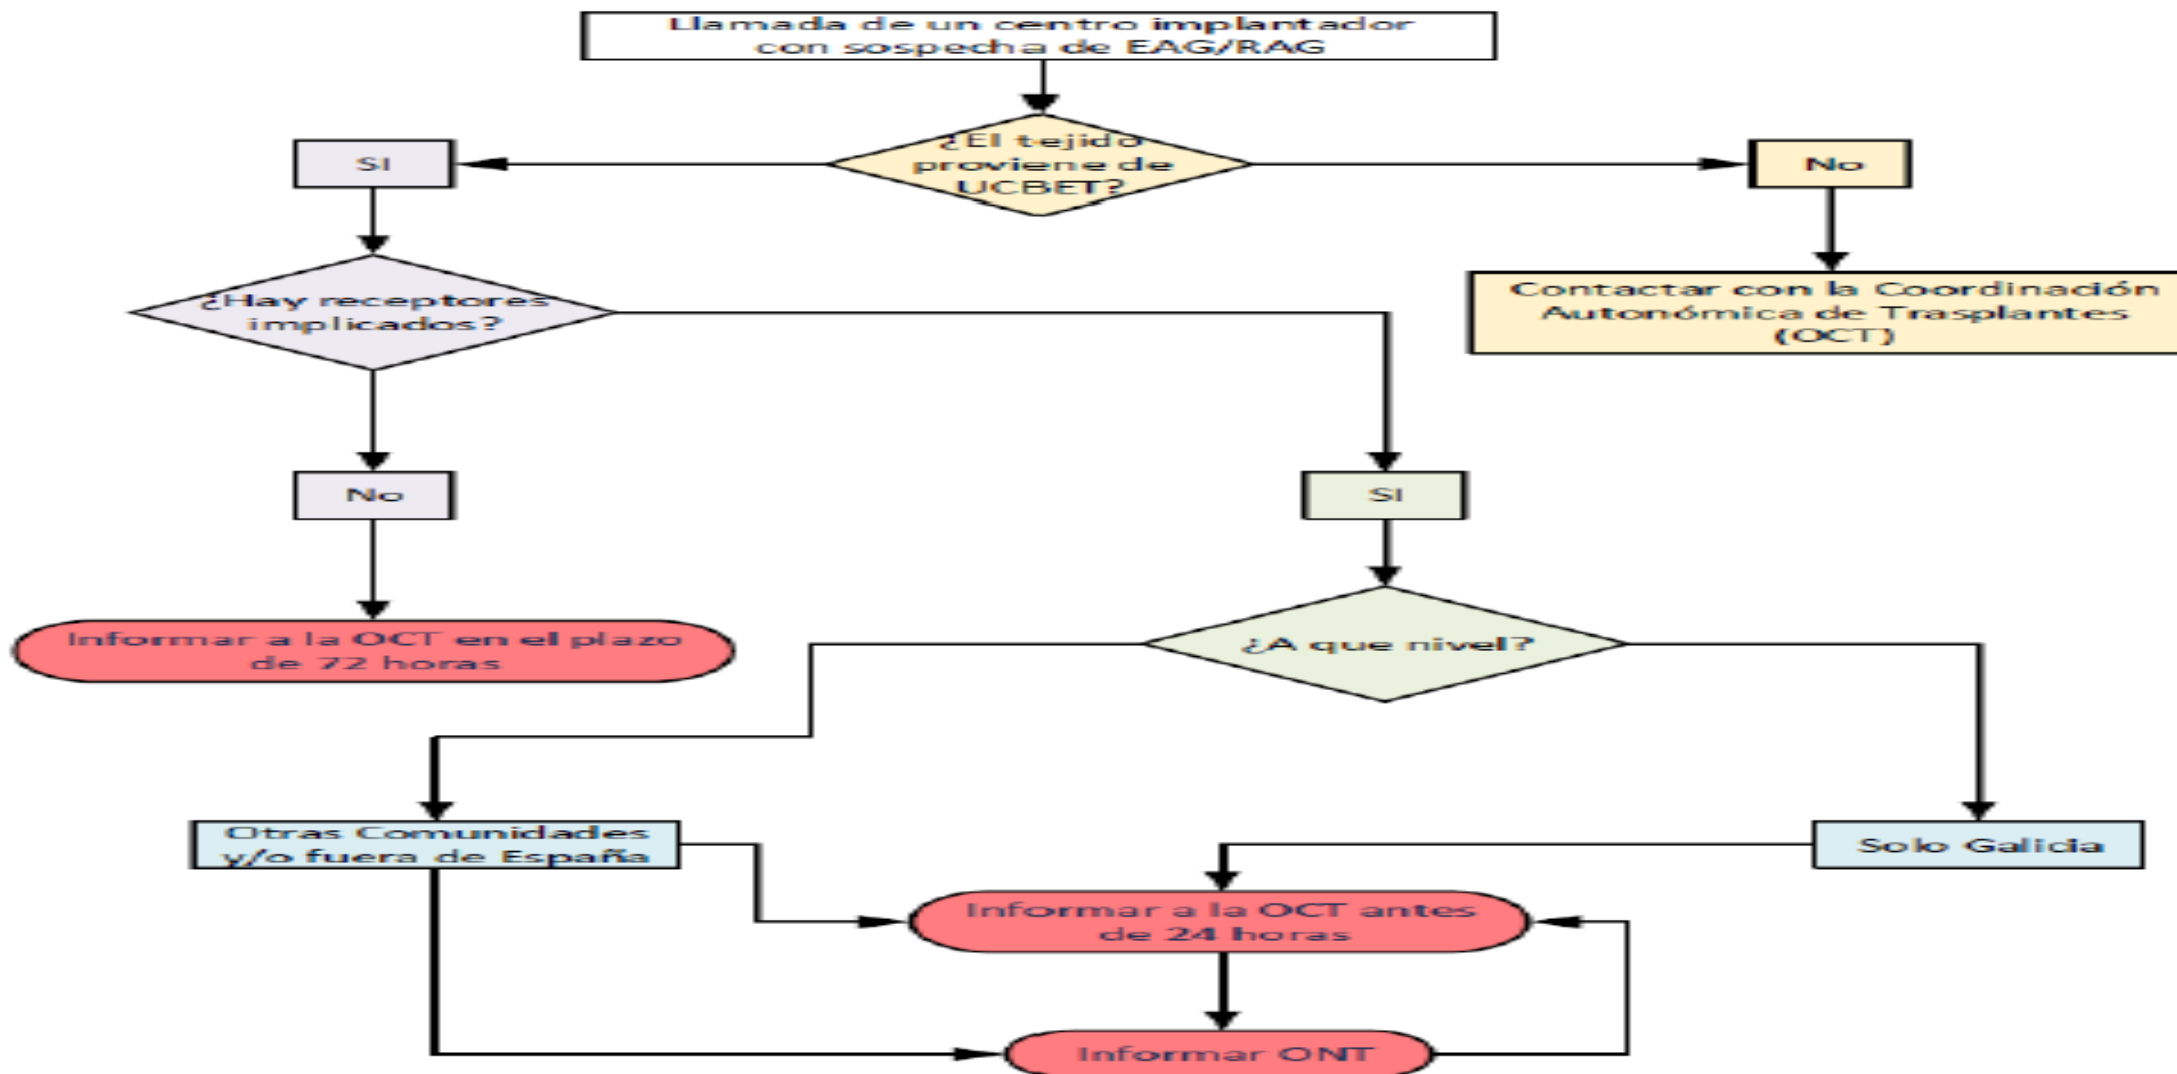 Llamada de un centro implantador
con sospecha de EAG/RAG
¿El tejido
proviene de
UCBET?
SI
No
¿Hay receptores
implicados?
Contactar con la Coordinación
Autonómica de Trasplantes
(OCT)
No
SI
Informar a la OCT en el plazo
de 72 horas
¿A que nivel?
Otras Comunidades
y/o fuera de España
Solo Galicia
Informar a la OCT antes
de 24 horas
Informar ONT